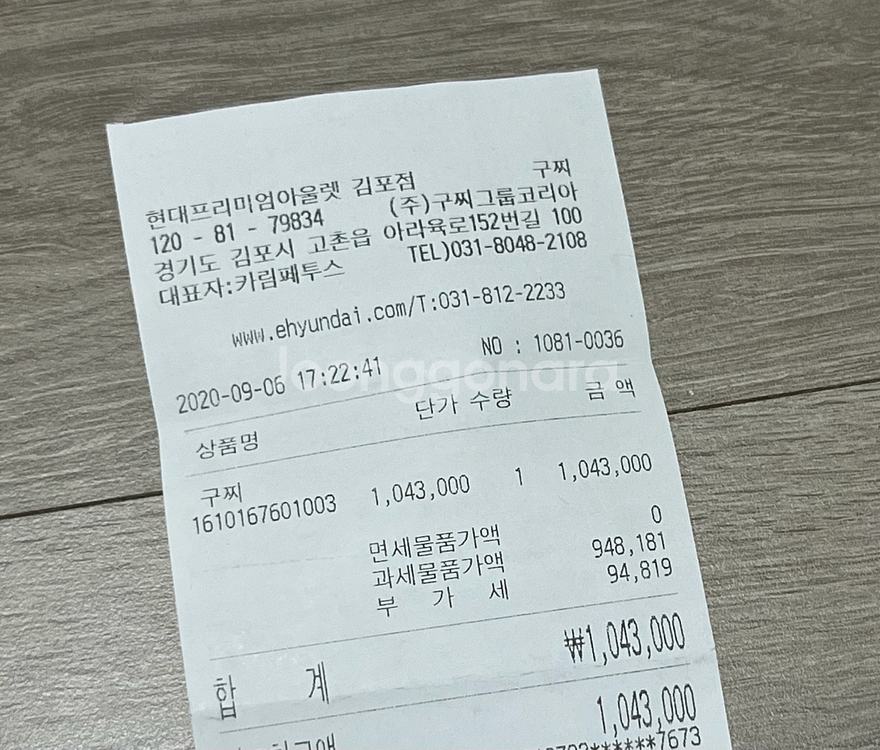 현대프리미엄아울렛 김포점 구찌
120 - 81 - 79834 (주)구찌그룹코리아
경기도 김포시 고촌읍 아라육로152번길 100
대표자:카림페투스 TEL)031-8048-2108
www.ehyundai.com/T:031-812-2233
2020-09-06 17:22:41 NO : 1081-0036
joonggonara
상품명 단가 수량 금 액
구찌
1610167601003 1,043,000 1 1,043,000
면세물품가액 0
과세물품가액 948,181
부 가 세 94,819
합 계 ₩1,043,000
1,043,000
******7673